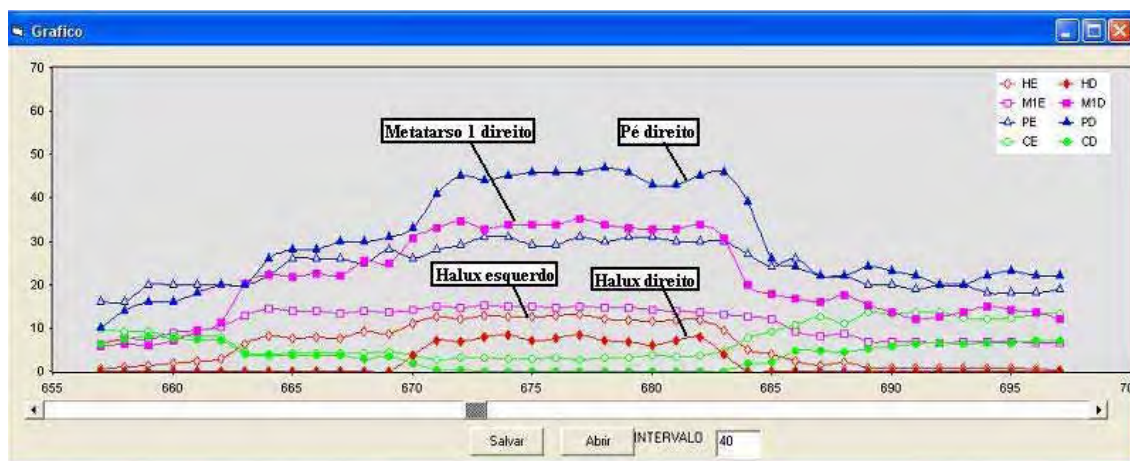 Grafico
70
60
50
40
30
20
10
0
655
660
665
670
675
680
685
690
695
70
HE
HD
M1E
M1D
PE
PD
CE
CD
Metatarso 1 direito
Pé direito
Halux esquerdo
Halux direito
Salvar
Abrir
INTERVALO
40